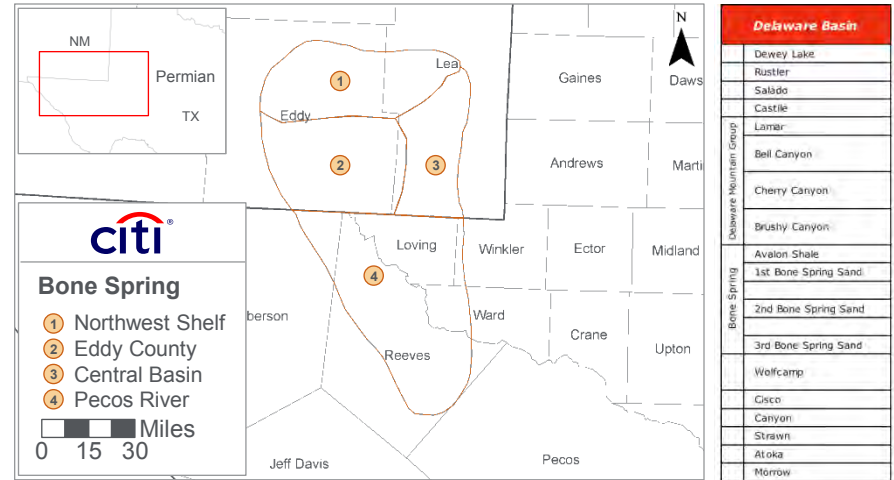 NM
Permian
TX
N
Lea
Gaines
Daws
1
Eddy
2
3
Andrews
Marti
citi®
Loving
Winkler
Ector
Midland
4
Bone Spring
1 Northwest Shelf
2 Eddy County
3 Central Basin
4 Pecos River
Miles
0 15 30
berson
Ward
Crane
Upton
Reeves
Jeff Davis
Pecos
Delaware Basin
Dewey Lake
Rustler
Salado
Castile
Delaware Mountain Group
Lamar
Bell Canyon
Cherry Canyon
Brushy Canyon
Bone Spring
Avalon Shale
1st Bone Spring Sand
2nd Bone Spring Sand
3rd Bone Spring Sand
Wolfcamp
Cisco
Canyon
Strawn
Atoka
Morrow